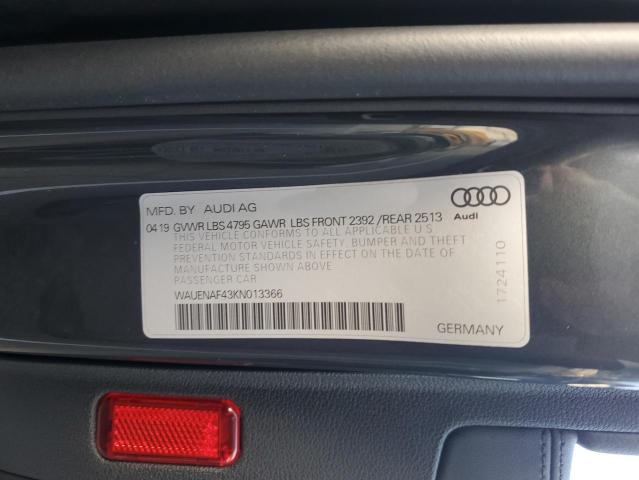 MFD. BY AUDI AG
0419 GVWR LBS 4795 GAWR LBS FRONT 2392 /REAR 2513
Audi
THIS VEHICLE CONFORMS TO ALL APPLICABLE U S
FEDERAL MOTOR VEHICLE SAFETY, BUMPER AND THEFT
PREVENTION STANDARDS IN EFFECT ON THE DATE OF
MANUFACTURE SHOWN ABOVE
PASSENGER CAR
WAUENAF43KN013366
GERMANY
1724110